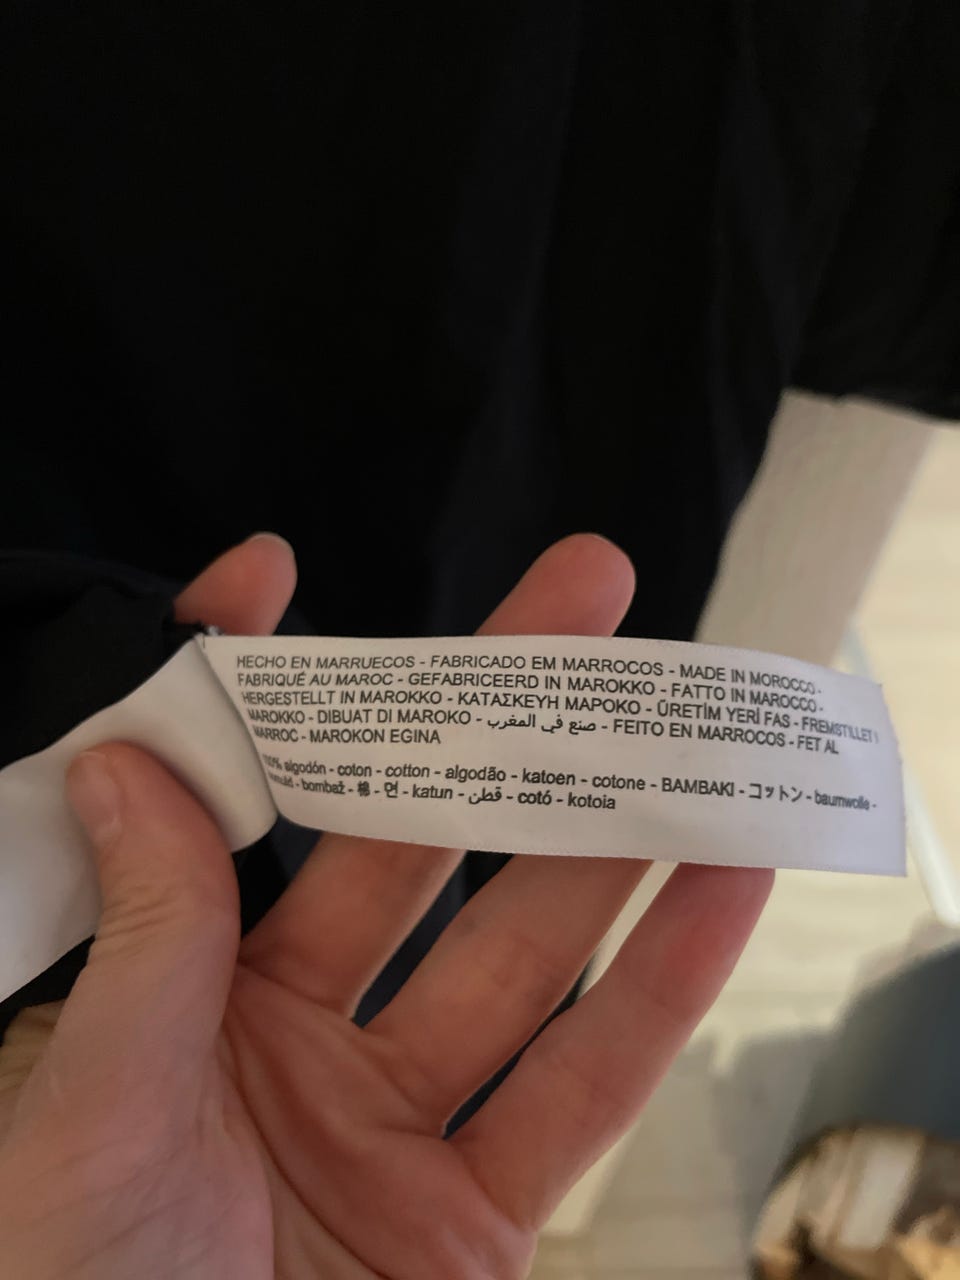 HECHO EN MARRUECOS - FABRICADO EM MARROCOS - MADE IN MOROCCO -
FABRIQUÉ AU MAROC - GEFABRICEERD IN MAROKKO - FATTO IN MAROCCO -
HERGESTELLT IN MAROKKO - ΚΑΤΑΣΚΕΥΗ ΜΑΡΟΚΟ - ÜRETİM YERİ FAS - FREMSTILLET I
MAROKKO - DIBUAT DI MAROKO - صنع في المغرب - FEITO EN MARROCOS - FET AL
MARROC - MAROKON EGINA
100% algodón - coton - cotton - algodão - katoen - cotone - BAMBAKI - コットン - baumwolle -
- bombaž - 棉 - 면 - katun - قطن - cotó - kotoia